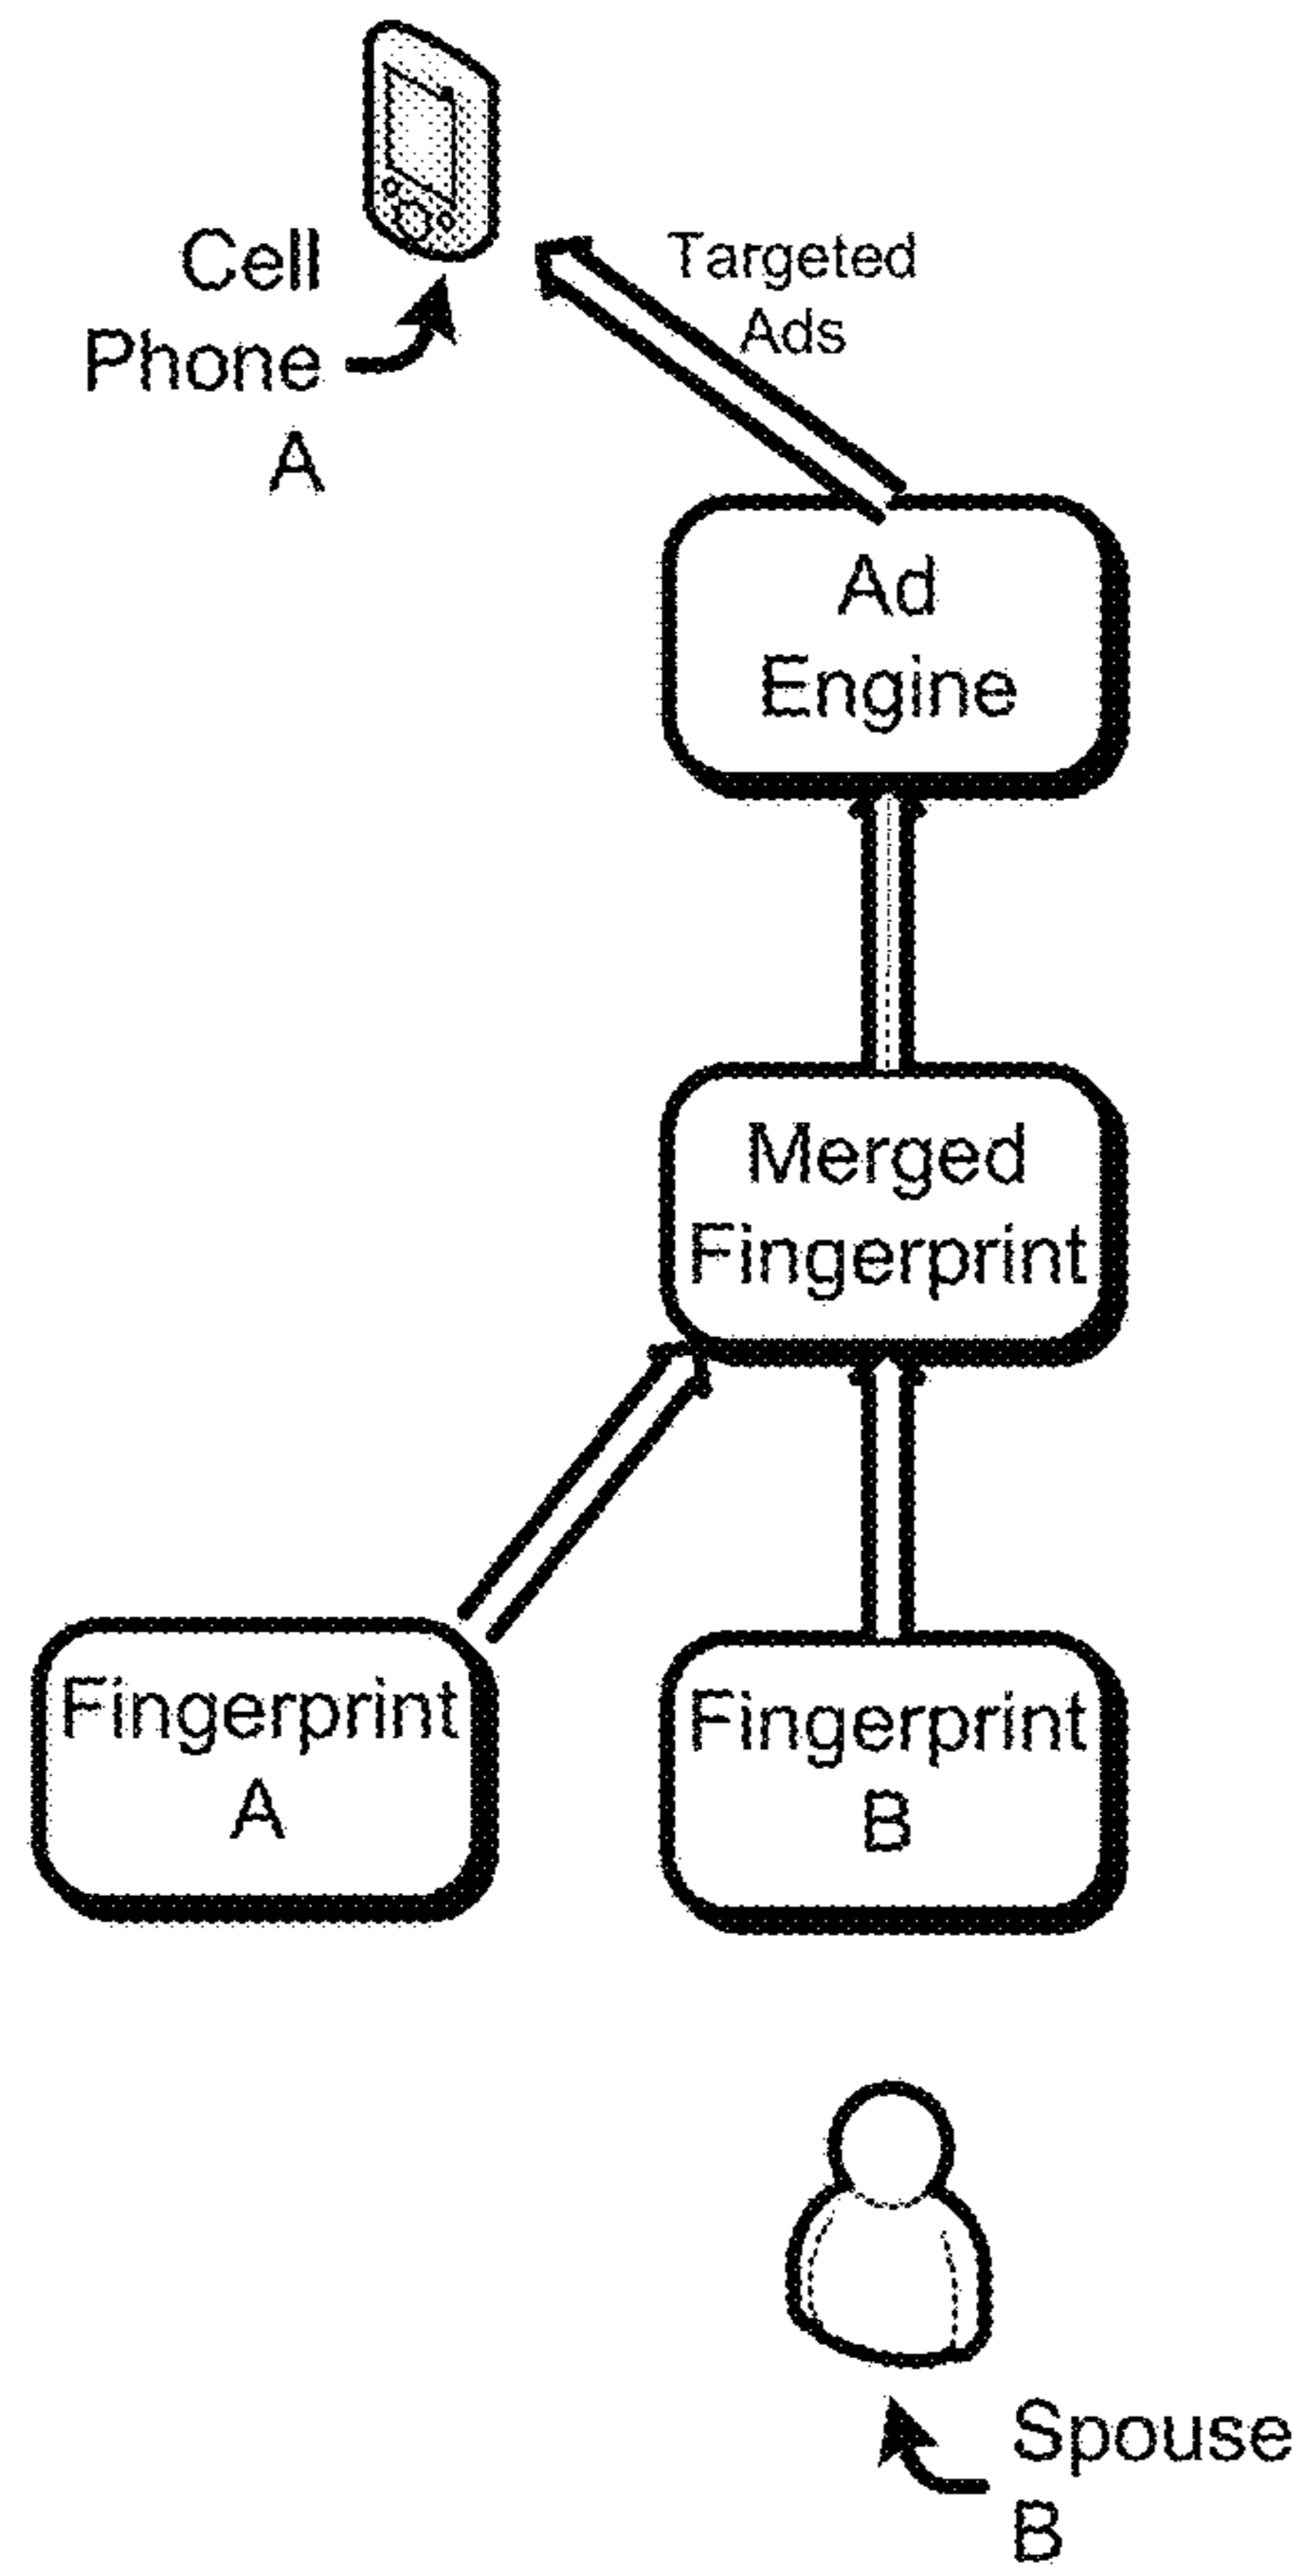 Cell
Phone
A
Targeted
Ads
Ad
Engine
Merged
Fingerprint
Fingerprint
A
Fingerprint
B
Spouse
B